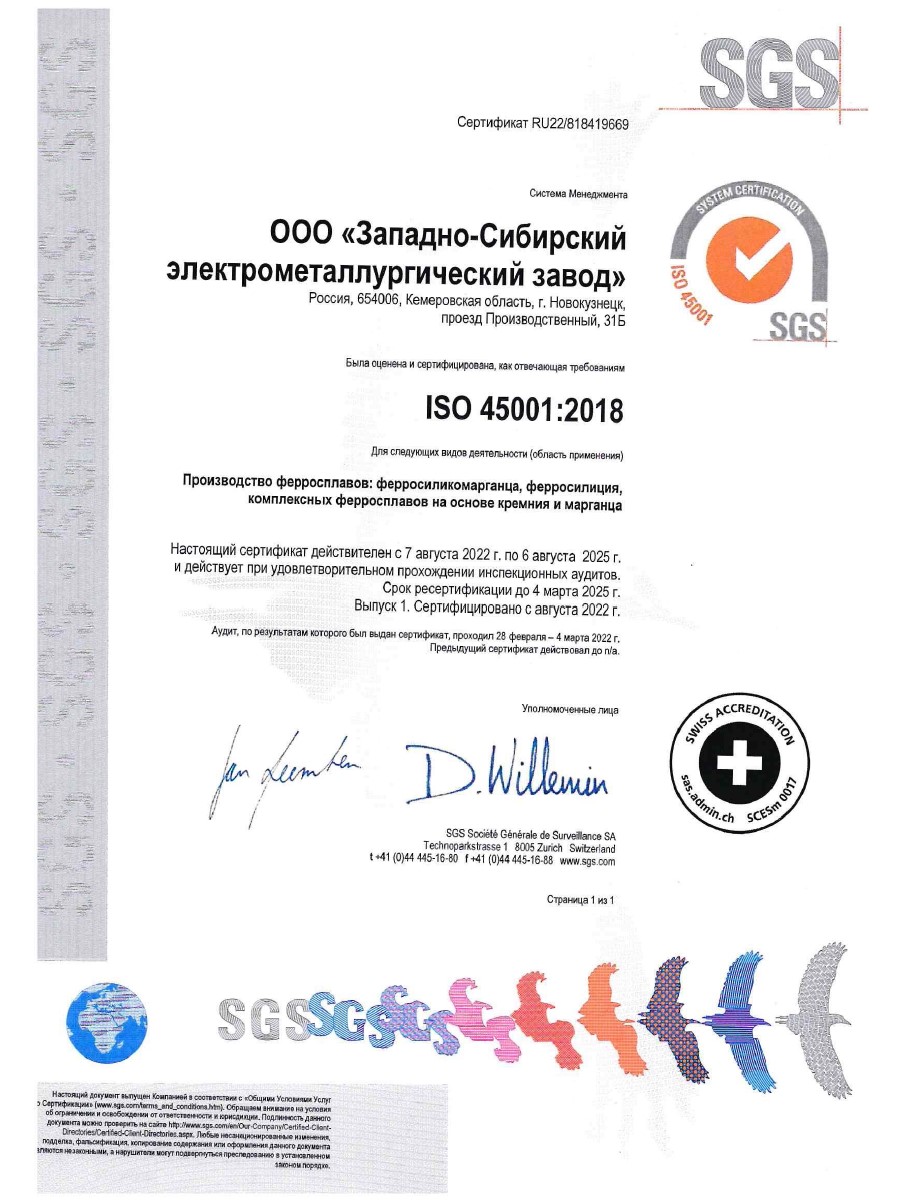 SGS
Сертификат RU22/818419669
Система Менеджмента
ООО «Западно-Сибирский
электрометаллургический завод»
Россия, 654006, Кемеровская область, г. Новокузнецк,
проезд Производственный, 31Б
SYSTEM CERTIFICATION
ISO 45001
SGS
Была оценена и сертифицирована, как отвечающая требованиям
ISO 45001:2018
Для следующих видов деятельности (область применения)
Производство ферросплавов: ферросиликомарганца, ферросилиция,
комплексных ферросплавов на основе кремния и марганца
Настоящий сертификат действителен с 7 августа 2022 г. по 6 августа 2025 г.
и действует при удовлетворительном прохождении инспекционных аудитов.
Срок ресертификации до 4 марта 2025 г.
Выпуск 1. Сертифицировано с августа 2022 г.
Аудит, по результатам которого был выдан сертификат, проходил 28 февраля – 4 марта 2022 г.
Предыдущий сертификат действовал до n/a.
Уполномоченные лица
D. Willemin
SWISS ACCREDITATION
sas.admin.ch SCESm 0017
SGS Société Générale de Surveillance SA
Technoparkstrasse 1 8005 Zurich Switzerland
t +41 (0)44 445-16-80 f +41 (0)44 445-16-88 www.sgs.com
Страница 1 из 1
SGS SGS SGS
Настоящий документ выпущен Компанией в соответствии с «Общими Условиями Услуг
о Сертификации» (www.sgs.com/terms_and_conditions.htm). Обращаем внимание на условия
об ограничении и освобождении от ответственности и юрисдикции. Подлинность данного
документа можно проверить на сайте http://www.sgs.com/en/Our-Company/Certified-Client-
Directories/Certified-Client-Directories.aspx. Любые несанкционированные изменения,
подделка, фальсификация, копирование содержания или оформления данного документа
вляются незаконными, а нарушители могут подвергнуться преследованию в установленном
законом порядке.